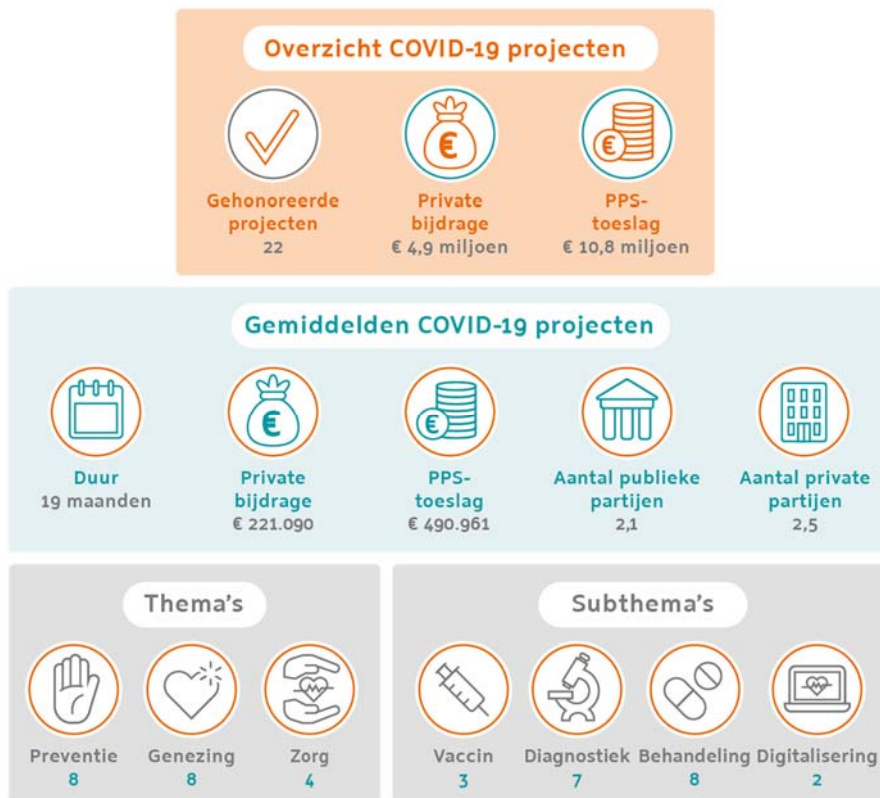 Overzicht COVID-19 projecten
€
€
Gehonoreerde
projecten
22
Private
bijdrage
€ 4,9 miljoen
PPS-
toeslag
€ 10,8 miljoen
Gemiddelden COVID-19 projecten
€
€
Duur
19 maanden
Private
bijdrage
€ 221.090
PPS-
toeslag
€ 490.961
Aantal publieke
partijen
2,1
Aantal private
partijen
2,5
Thema's
Preventie
8
Genezing
8
Zorg
4
Subthema's
Vaccin
3
Diagnostiek
7
Behandeling
8
Digitalisering
2